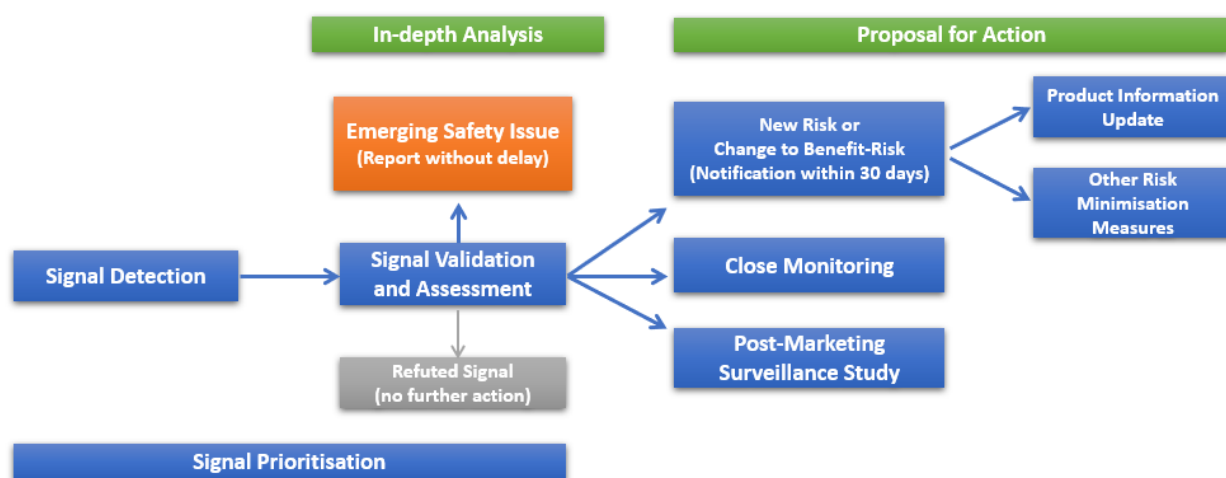 In-depth Analysis
Proposal for Action
Emerging Safety Issue
(Report without delay)
New Risk or
Change to Benefit-Risk
(Notification within 30 days)
Product Information
Update
Other Risk
Minimisation
Measures
Signal Detection
Signal Validation
and Assessment
Close Monitoring
Refuted Signal
(no further action)
Post-Marketing
Surveillance Study
Signal Prioritisation